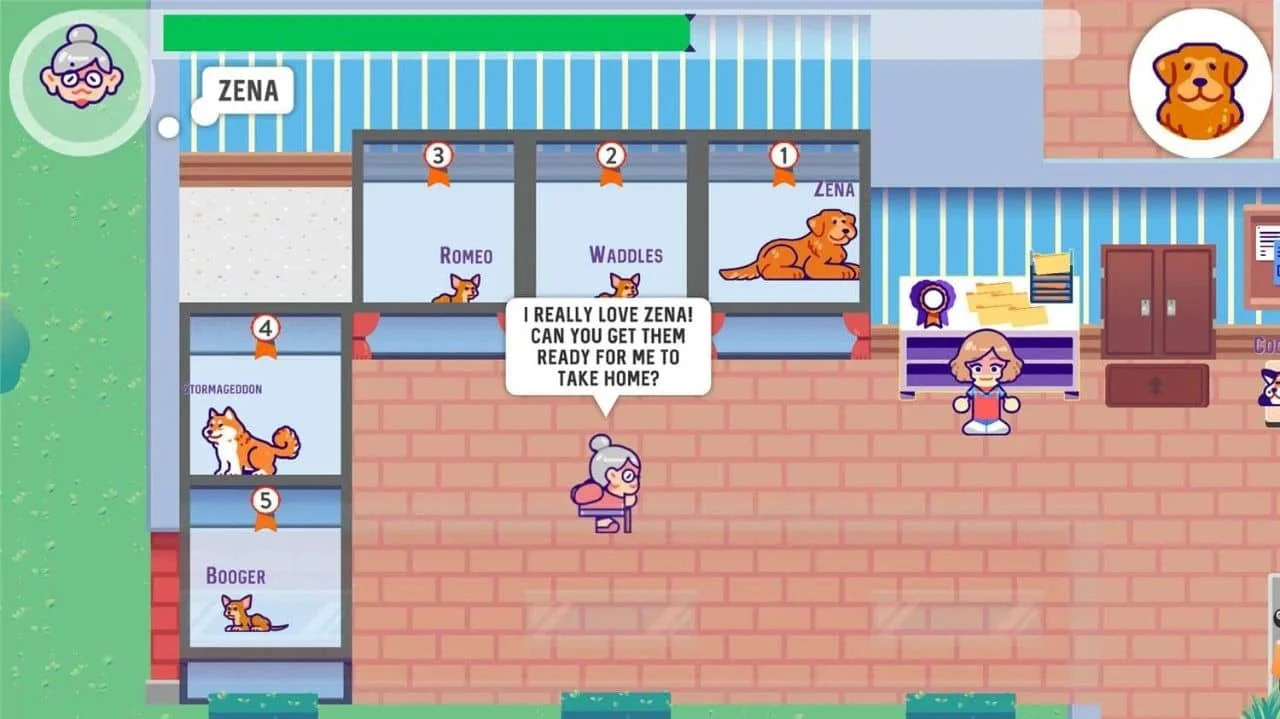 ZENA
3
2
1
ZENA
ROMEO
WADDLES
I REALLY LOVE ZENA!
CAN YOU GET THEM
READY FOR ME TO
TAKE HOME?
4
STORMAGEDDON
5
BOOGER